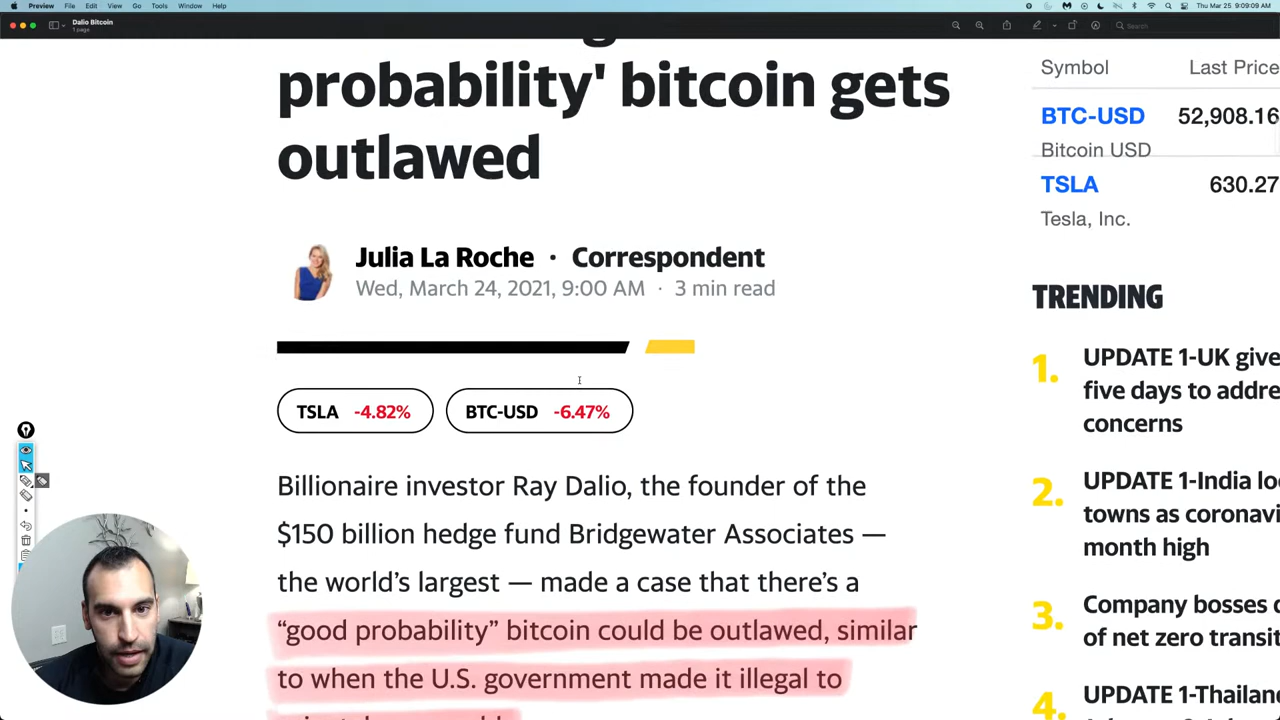 Preview File Edit View Go Tools Window Help
Thu Mar 25 9:09:09 AM
Dalio Bitcoin
1 page
Search
probability' bitcoin gets
outlawed
Julia La Roche · Correspondent
Wed, March 24, 2021, 9:00 AM · 3 min read
TSLA -4.82%
BTC-USD -6.47%
Billionaire investor Ray Dalio, the founder of the
$150 billion hedge fund Bridgewater Associates —
the world's largest — made a case that there's a
“good probability” bitcoin could be outlawed, similar
to when the U.S. government made it illegal to
Symbol Last Price
BTC-USD 52,908.16
Bitcoin USD
TSLA 630.27
Tesla, Inc.
TRENDING
1. UPDATE 1-UK give
five days to addre
concerns
2. UPDATE 1-India lo
towns as coronavi
month high
3. Company bosses
of net zero transit
4. UPDATE 1-Thailand